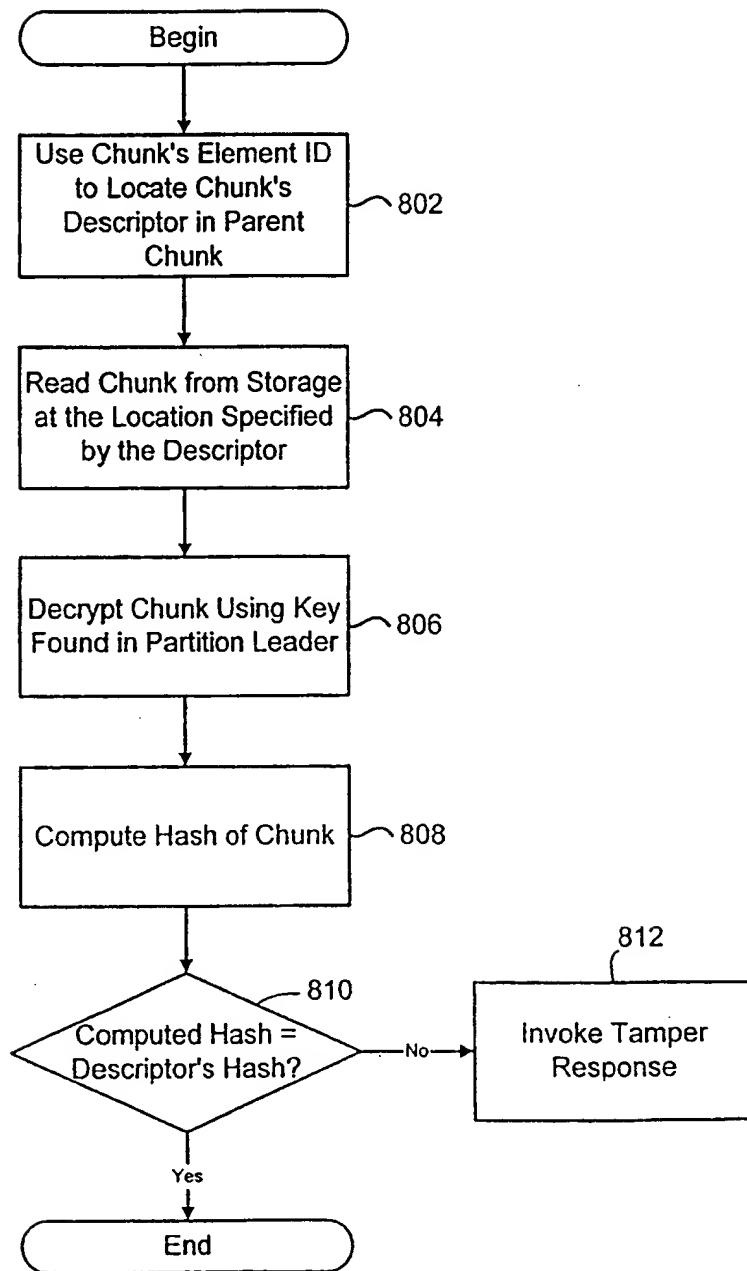 Begin
Use Chunk's Element ID
to Locate Chunk's
Descriptor in Parent
Chunk
802
Read Chunk from Storage
at the Location Specified
by the Descriptor
804
Decrypt Chunk Using Key
Found in Partition Leader
806
Compute Hash of Chunk
808
810
Computed Hash =
Descriptor's Hash?
No
812
Invoke Tamper
Response
Yes
End